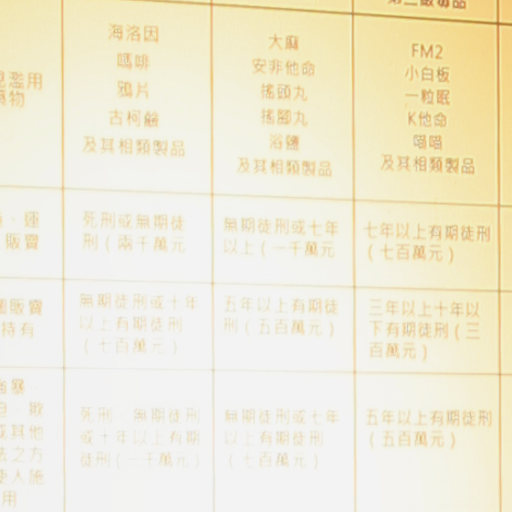 第三級毒品
濫用
藥物
海洛因
嗎啡
鴉片
古柯鹼
及其相類製品
大麻
安非他命
搖頭丸
搖腳丸
浴鹽
及其相類製品
FM2
小白板
一粒眠
K他命
喵喵
及其相類製品
、運
販賣
死刑或無期徒
刑（兩千萬元
無期徒刑或七年
以上（一千萬元
七年以上有期徒刑
（七百萬元）
販賣
持有
無期徒刑或十年
以上有期徒刑
（七百萬元）
五年以上有期徒
刑（五百萬元）
三年以上十年以
下有期徒刑（三
百萬元）
強暴、
欺
或其他
法之方
使人施
用
死刑、無期徒刑
或十年以上有期
徒刑（一千萬元）
無期徒刑或七年
以上有期徒刑
（七百萬元）
五年以上有期徒刑
（五百萬元）